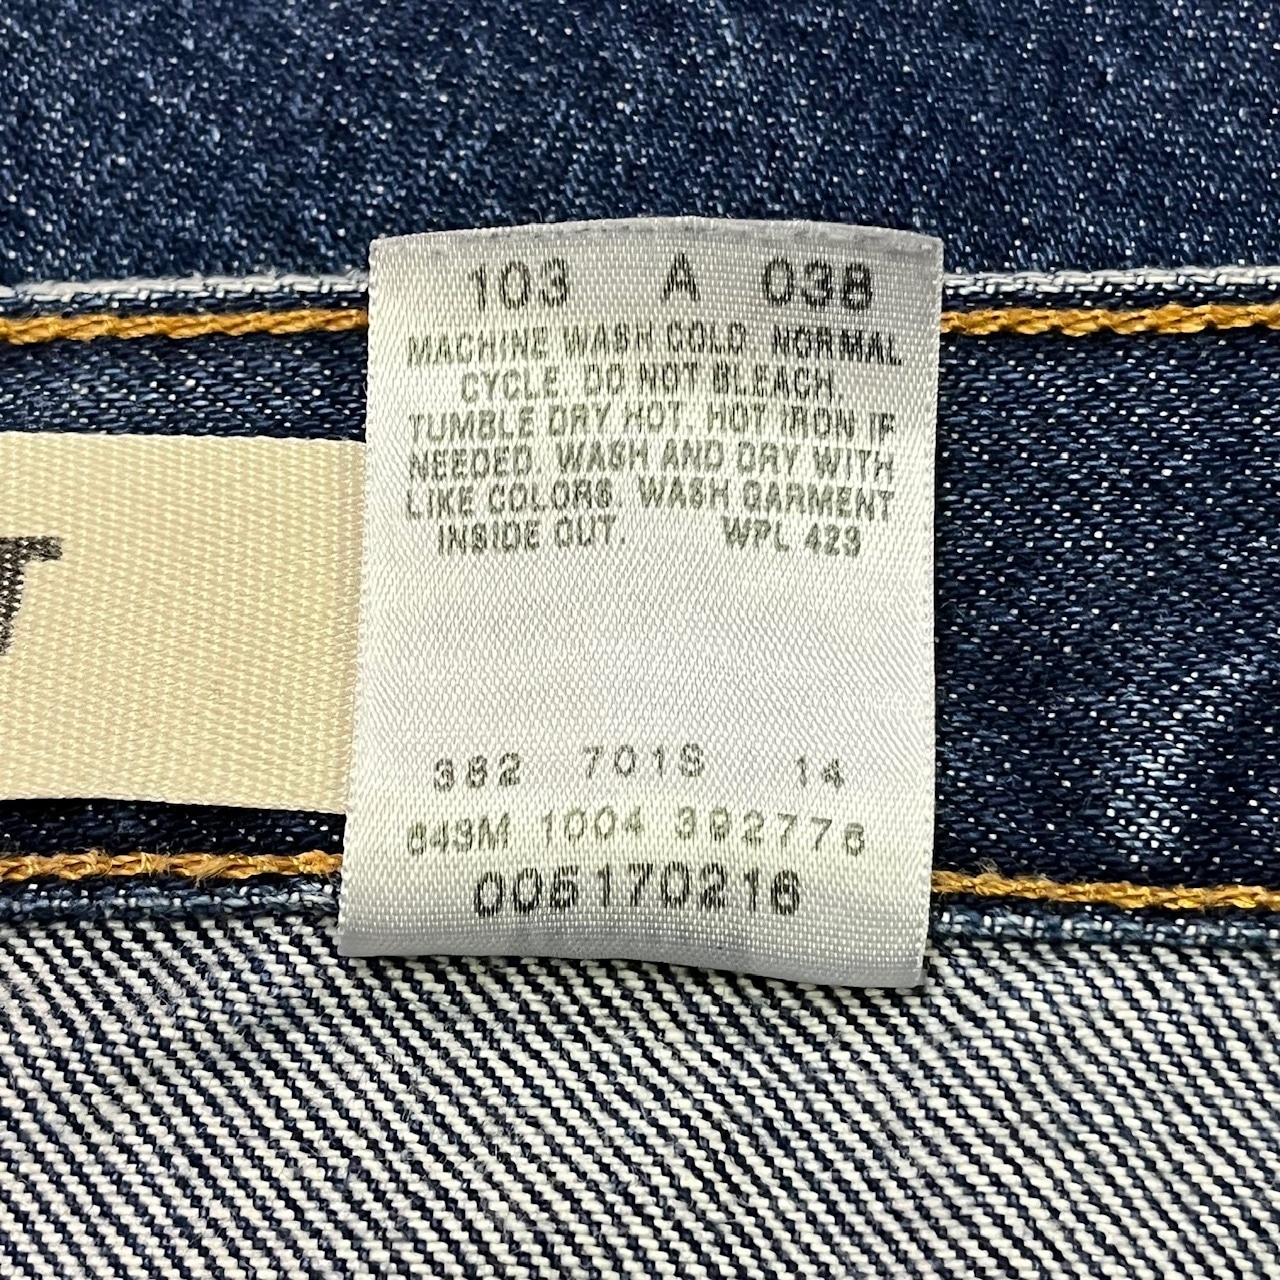 103 A 038
MACHINE WASH COLD. NORMAL
CYCLE. DO NOT BLEACH.
TUMBLE DRY HOT. HOT IRON IF
NEEDED. WASH AND DRY WITH
LIKE COLORS. WASH GARMENT
INSIDE OUT. WPL 423
382 701S 14
1004 392776
005170216